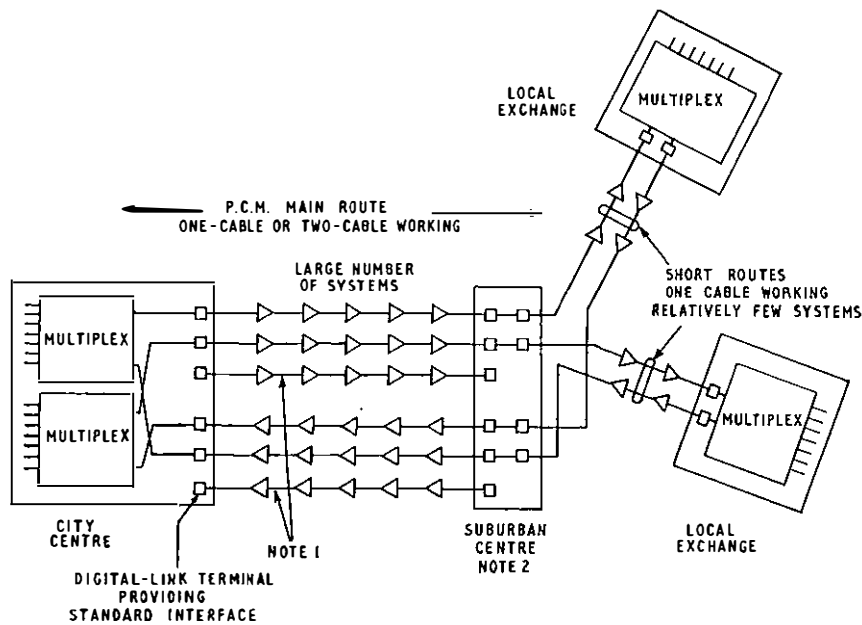 LOCAL
EXCHANGE
MULTIPLEX
P.C.M. MAIN ROUTE
ONE-CABLE OR TWO-CABLE WORKING
LARGE NUMBER
OF SYSTEMS
SHORT ROUTES
ONE CABLE WORKING
RELATIVELY FEW SYSTEMS
MULTIPLEX
MULTIPLEX
MULTIPLEX
CITY
CENTRE
NOTE 1
SUBURBAN
CENTRE
NOTE 2
LOCAL
EXCHANGE
DIGITAL-LINK TERMINAL
PROVIDING
STANDARD INTERFACE